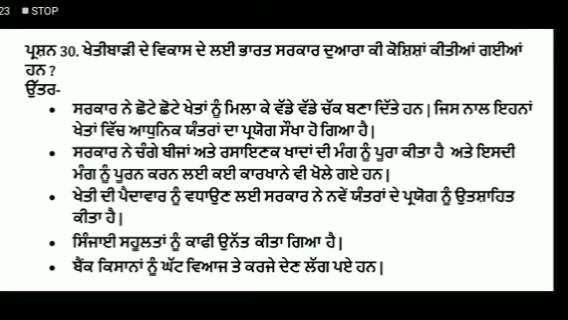 23 ■ STOP
ਪ੍ਰਸ਼ਨ 30. ਖੇਤੀਬਾੜੀ ਦੇ ਵਿਕਾਸ ਦੇ ਲਈ ਭਾਰਤ ਸਰਕਾਰ ਦੁਆਰਾ ਕੀ ਕੋਸ਼ਿਸ਼ਾਂ ਕੀਤੀਆਂ ਗਈਆਂ
ਹਨ ?
ਉੱਤਰ-
• ਸਰਕਾਰ ਨੇ ਛੋਟੇ ਛੋਟੇ ਖੇਤਾਂ ਨੂੰ ਮਿਲਾ ਕੇ ਵੱਡੇ ਵੱਡੇ ਚੱਕ ਬਣਾ ਦਿੱਤੇ ਹਨ | ਜਿਸ ਨਾਲ ਇਹਨਾਂ
ਖੇਤਾਂ ਵਿੱਚ ਆਧੁਨਿਕ ਯੰਤਰਾਂ ਦਾ ਪ੍ਰਯੋਗ ਸੌਖਾ ਹੋ ਗਿਆ ਹੈ |
• ਸਰਕਾਰ ਨੇ ਚੰਗੇ ਬੀਜਾਂ ਅਤੇ ਰਸਾਇਣਕ ਖਾਦਾਂ ਦੀ ਮੰਗ ਨੂੰ ਪੂਰਾ ਕੀਤਾ ਹੈ ਅਤੇ ਇਸਦੀ
ਮੰਗ ਨੂੰ ਪੂਰਨ ਕਰਨ ਲਈ ਕਈ ਕਾਰਖਾਨੇ ਵੀ ਖੋਲੇ ਗਏ ਹਨ |
• ਖੇਤੀ ਦੀ ਪੈਦਾਵਾਰ ਨੂੰ ਵਧਾਉਣ ਲਈ ਸਰਕਾਰ ਨੇ ਨਵੇਂ ਯੰਤਰਾਂ ਦੇ ਪ੍ਰਯੋਗ ਨੂੰ ਉਤਸ਼ਾਹਿਤ
ਕੀਤਾ ਹੈ |
• ਸਿੰਜਾਈ ਸਹੂਲਤਾਂ ਨੂੰ ਕਾਫੀ ਉਨੱਤ ਕੀਤਾ ਗਿਆ ਹੈ |
• ਬੈਂਕ ਕਿਸਾਨਾਂ ਨੂੰ ਘੱਟ ਵਿਆਜ ਤੇ ਕਰਜੇ ਦੇਣ ਲੱਗ ਪਏ ਹਨ |